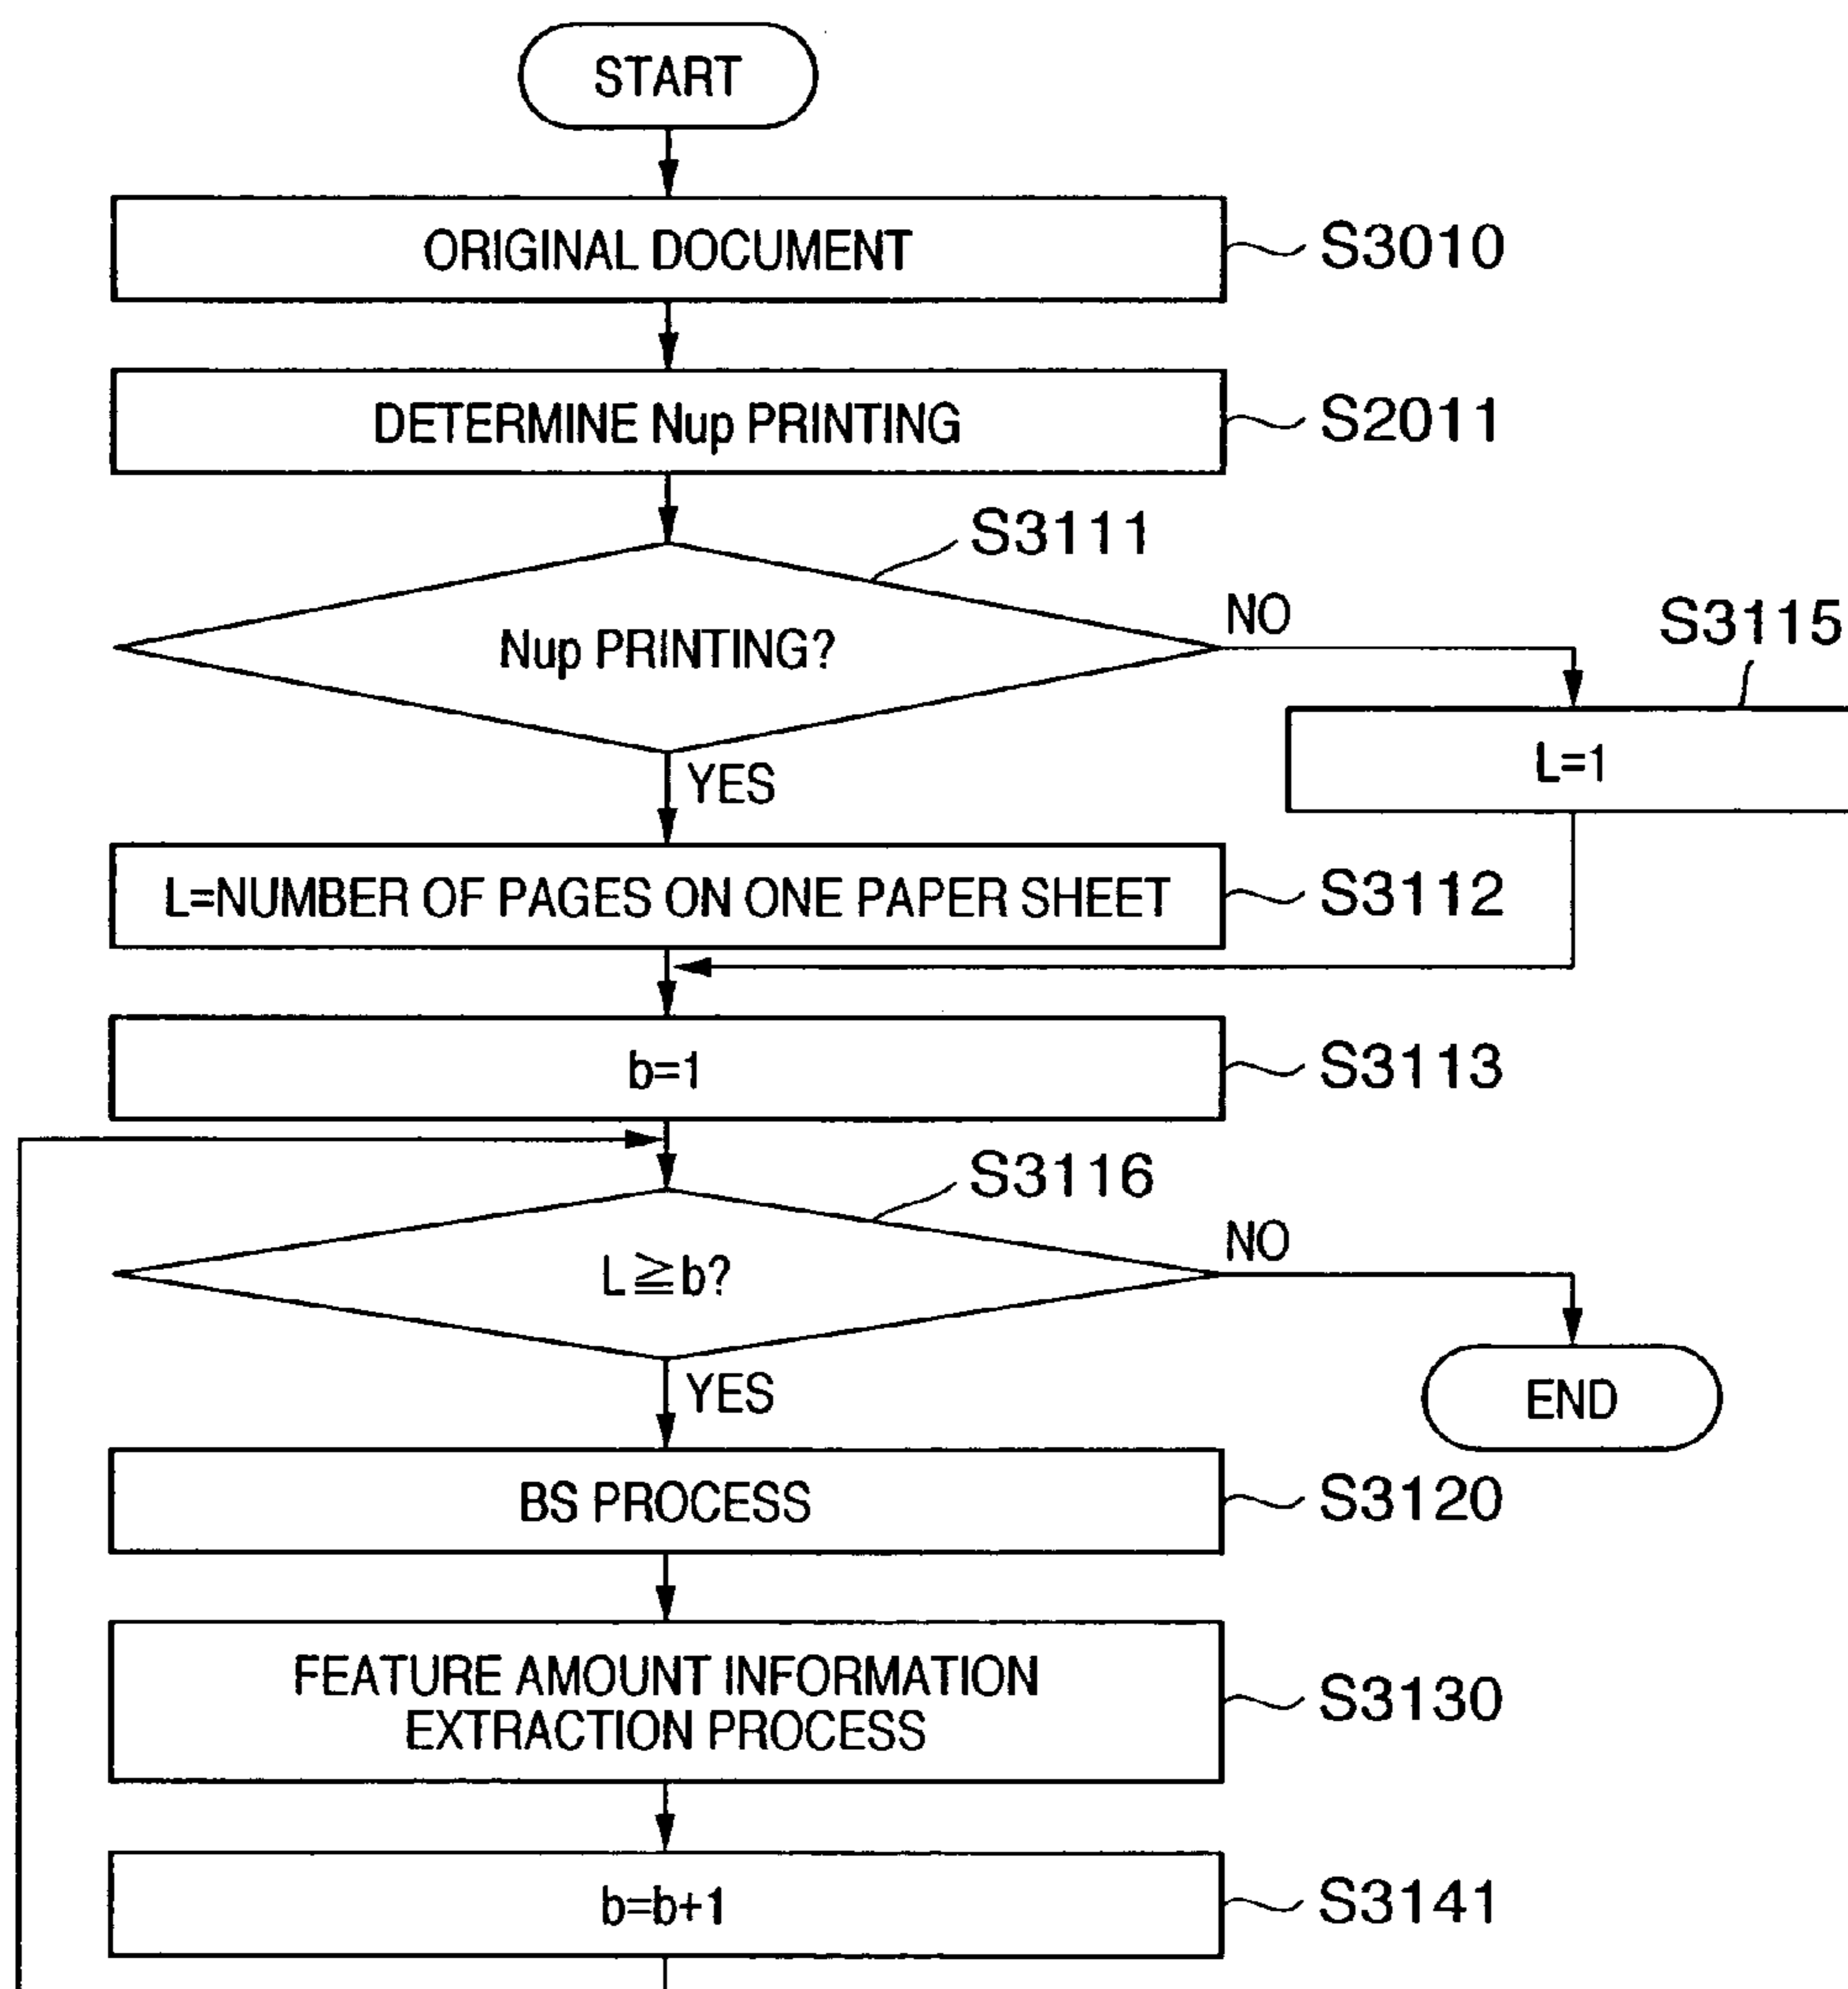 START
ORIGINAL DOCUMENT
S3010
DETERMINE Nup PRINTING
S2011
S3111
Nup PRINTING?
NO
S3115
L=1
YES
L=NUMBER OF PAGES ON ONE PAPER SHEET
S3112
b=1
S3113
S3116
L≧b?
NO
END
YES
BS PROCESS
S3120
FEATURE AMOUNT INFORMATION
EXTRACTION PROCESS
S3130
b=b+1
S3141